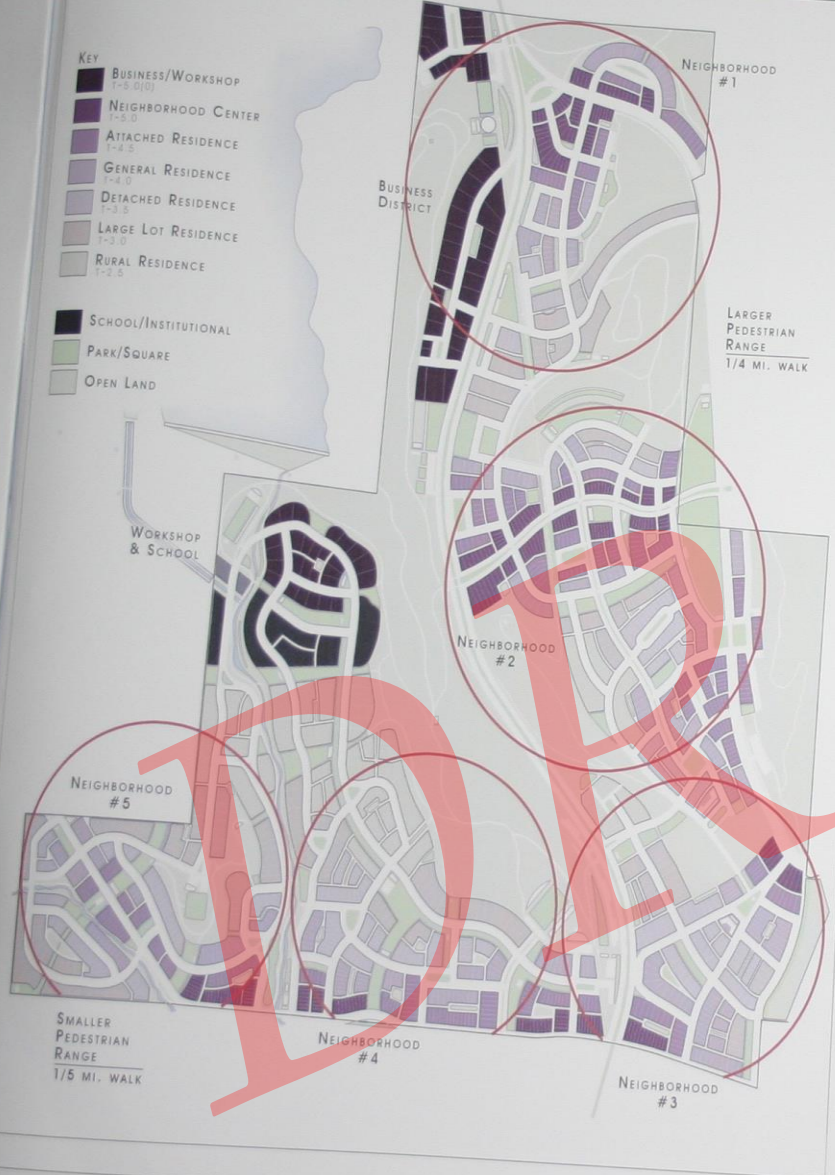 KEY
BUSINESS/WORKSHOP
T-5.0(0)
NEIGHBORHOOD CENTER
T-5.0
ATTACHED RESIDENCE
T-4.5
GENERAL RESIDENCE
T-4.0
DETACHED RESIDENCE
T-3.5
LARGE LOT RESIDENCE
T-3.0
RURAL RESIDENCE
T-2.5
SCHOOL/INSTITUTIONAL
PARK/SQUARE
OPEN LAND
NEIGHBORHOOD
#1
BUSINESS
DISTRICT
LARGER
PEDESTRIAN
RANGE
1/4 MI. WALK
WORKSHOP
& SCHOOL
NEIGHBORHOOD
#2
NEIGHBORHOOD
#5
SMALLER
PEDESTRIAN
RANGE
1/5 MI. WALK
NEIGHBORHOOD
#4
NEIGHBORHOOD
#3
DR